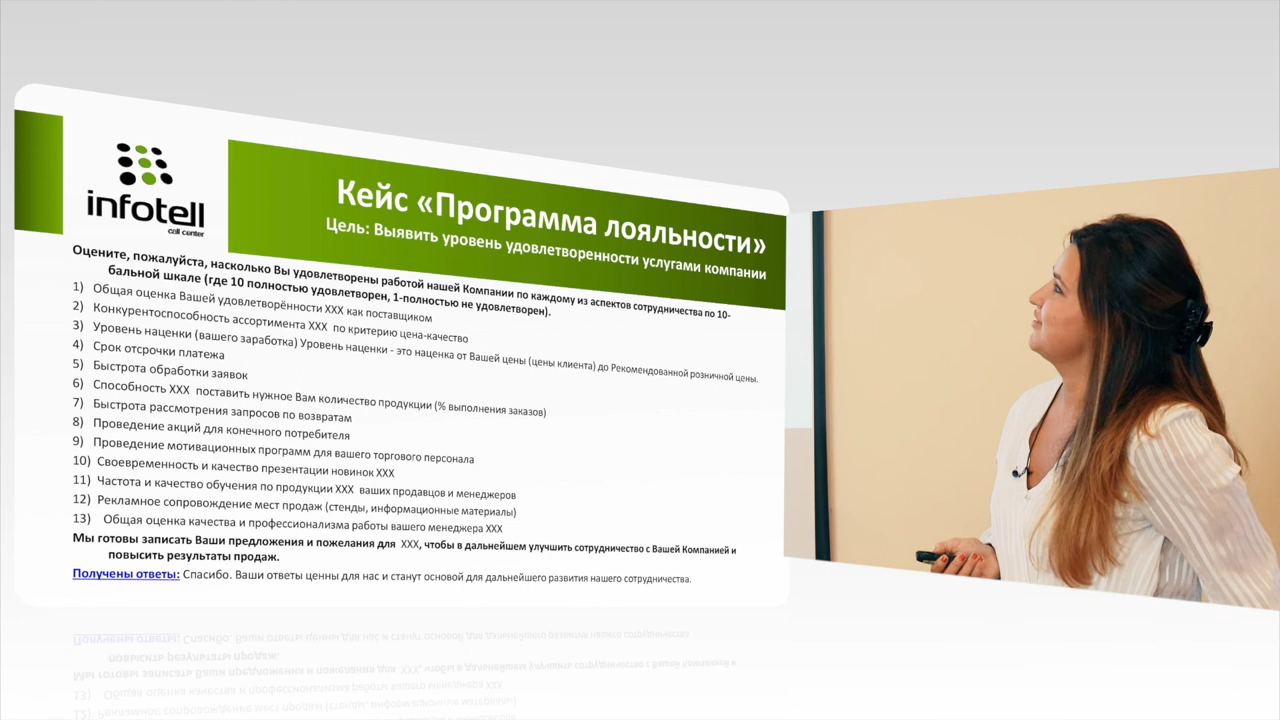 infotell
call center
Кейс «Программа лояльности»
Цель: Выявить уровень удовлетворенности услугами компании
Оцените, пожалуйста, насколько Вы удовлетворены работой нашей Компании по каждому из аспектов сотрудничества по 10-
бальной шкале (где 10 полностью удовлетворен, 1-полностью не удовлетворен).
1) Общая оценка Вашей удовлетворённости XXX как поставщиком
2) Конкурентоспособность ассортимента XXX по критерию цена-качество
3) Уровень наценки (вашего заработка) Уровень наценки - это наценка от Вашей цены (цены клиента) до Рекомендованной розничной цены.
4) Срок отсрочки платежа
5) Быстрота обработки заявок
6) Способность XXX поставить нужное Вам количество продукции (% выполнения заказов)
7) Быстрота рассмотрения запросов по возвратам
8) Проведение акций для конечного потребителя
9) Проведение мотивационных программ для вашего торгового персонала
10) Своевременность и качество презентации новинок XXX
11) Частота и качество обучения по продукции XXX ваших продавцов и менеджеров
12) Рекламное сопровождение мест продаж (стенды, информационные материалы)
13) Общая оценка качества и профессионализма работы вашего менеджера XXX
Мы готовы записать Ваши предложения и пожелания для XXX, чтобы в дальнейшем улучшить сотрудничество с Вашей Компанией и
повысить результаты продаж.
Получены ответы: Спасибо. Ваши ответы ценны для нас и станут основой для дальнейшего развития нашего сотрудничества.